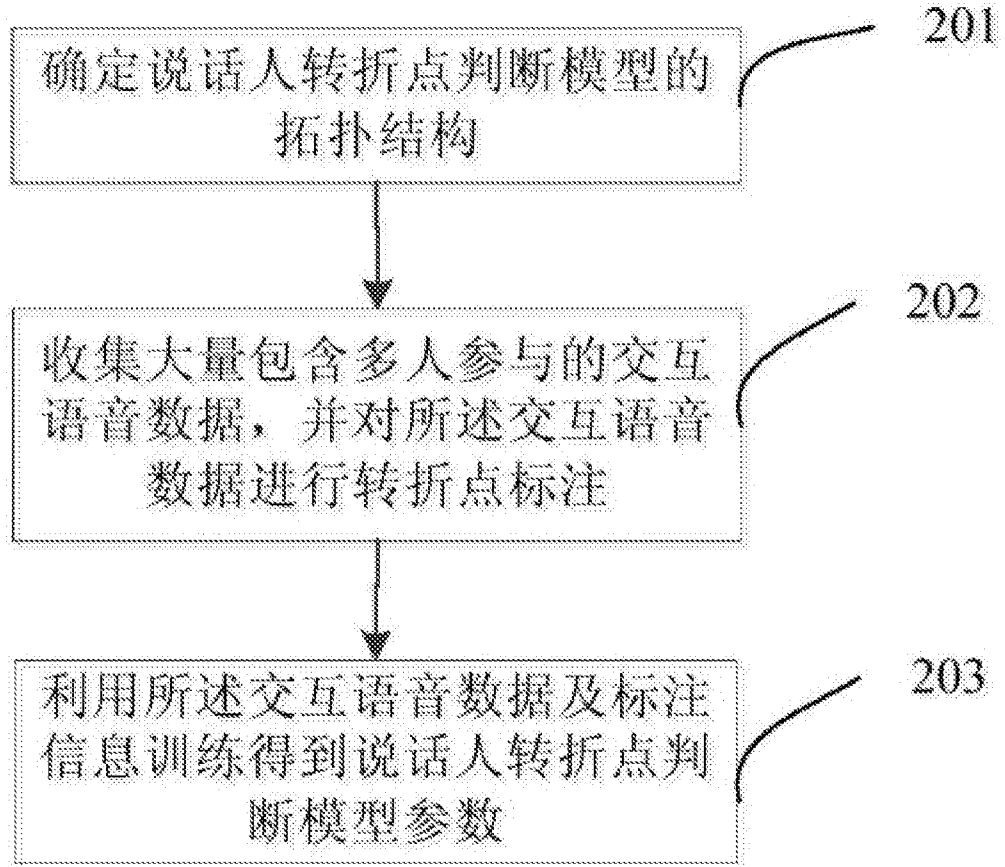 确定说话人转折点判断模型的
拓扑结构
201
收集大量包含多人参与的交互
语音数据，并对所述交互语音
数据进行转折点标注
202
利用所述交互语音数据及标注
信息训练得到说话人转折点判
断模型参数
203